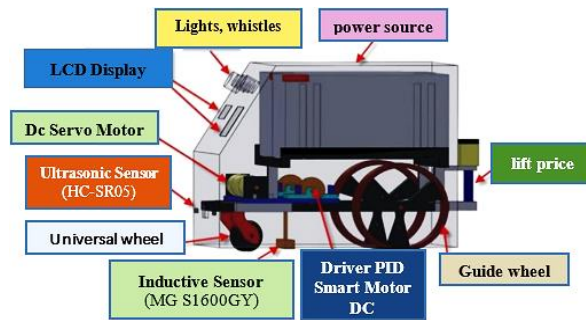 Lights, whistles
power source
LCD Display
Dc Servo Motor
Ultrasonic Sensor
(HC-SR05)
lift price
Universal wheel
Inductive Sensor
(MG S1600GY)
Driver PID
Smart Motor
DC
Guide wheel